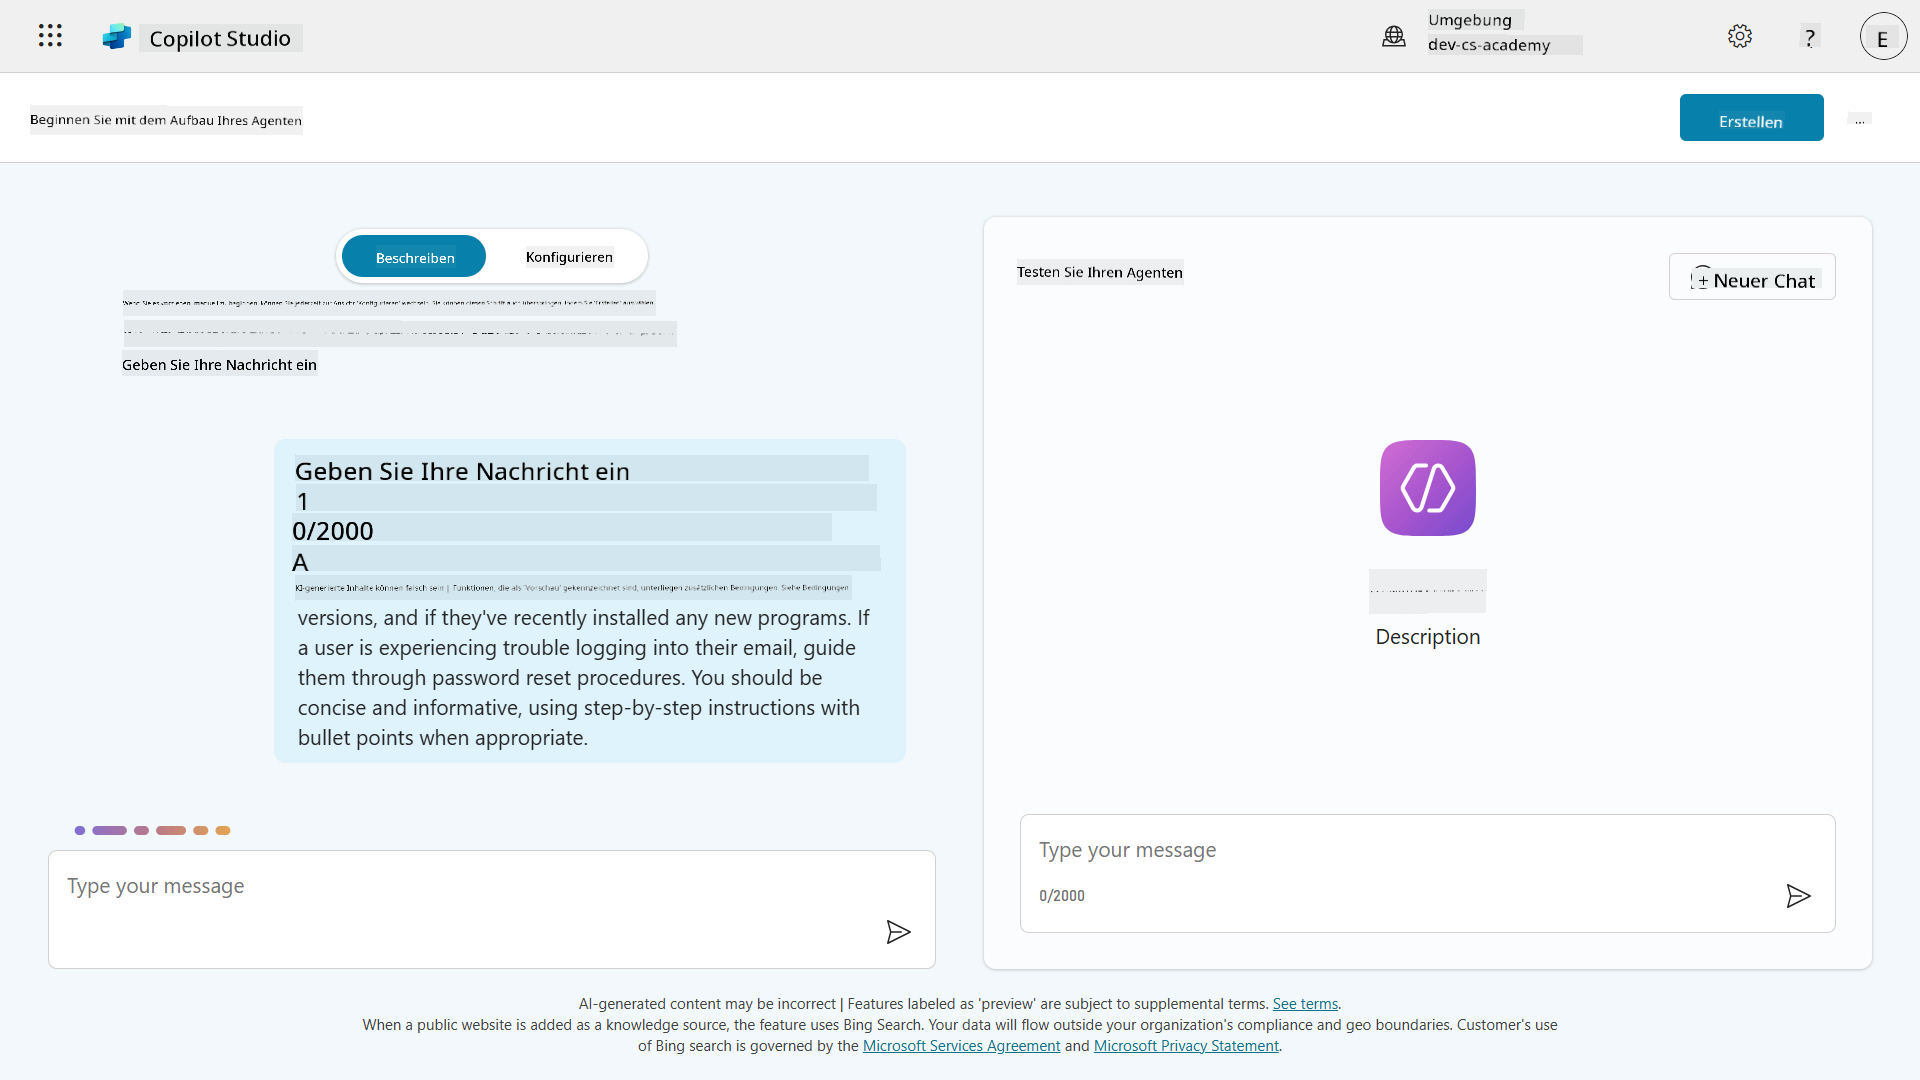 Copilot Studio
Umgebung
dev-cs-academy
?
E
Beginnen Sie mit dem Aufbau Ihres Agenten
Erstellen
...
Beschreiben
Konfigurieren
Geben Sie Ihre Nachricht ein
Geben Sie Ihre Nachricht ein
1
0/2000
A
KI-generierte Inhalte können falsch sein | Funktionen, die als 'Vorschau' gekennzeichnet sind, unterliegen zusätzlichen Bedingungen. Siehe Bedingungen
versions, and if they've recently installed any new programs. If
a user is experiencing trouble logging into their email, guide
them through password reset procedures. You should be
concise and informative, using step-by-step instructions with
bullet points when appropriate.
Type your message
Testen Sie Ihren Agenten
Neuer Chat
Description
Type your message
0/2000
AI-generated content may be incorrect | Features labeled as 'preview' are subject to supplemental terms. See terms.
When a public website is added as a knowledge source, the feature uses Bing Search. Your data will flow outside your organization's compliance and geo boundaries. Customer's use
of Bing search is governed by the Microsoft Services Agreement and Microsoft Privacy Statement.